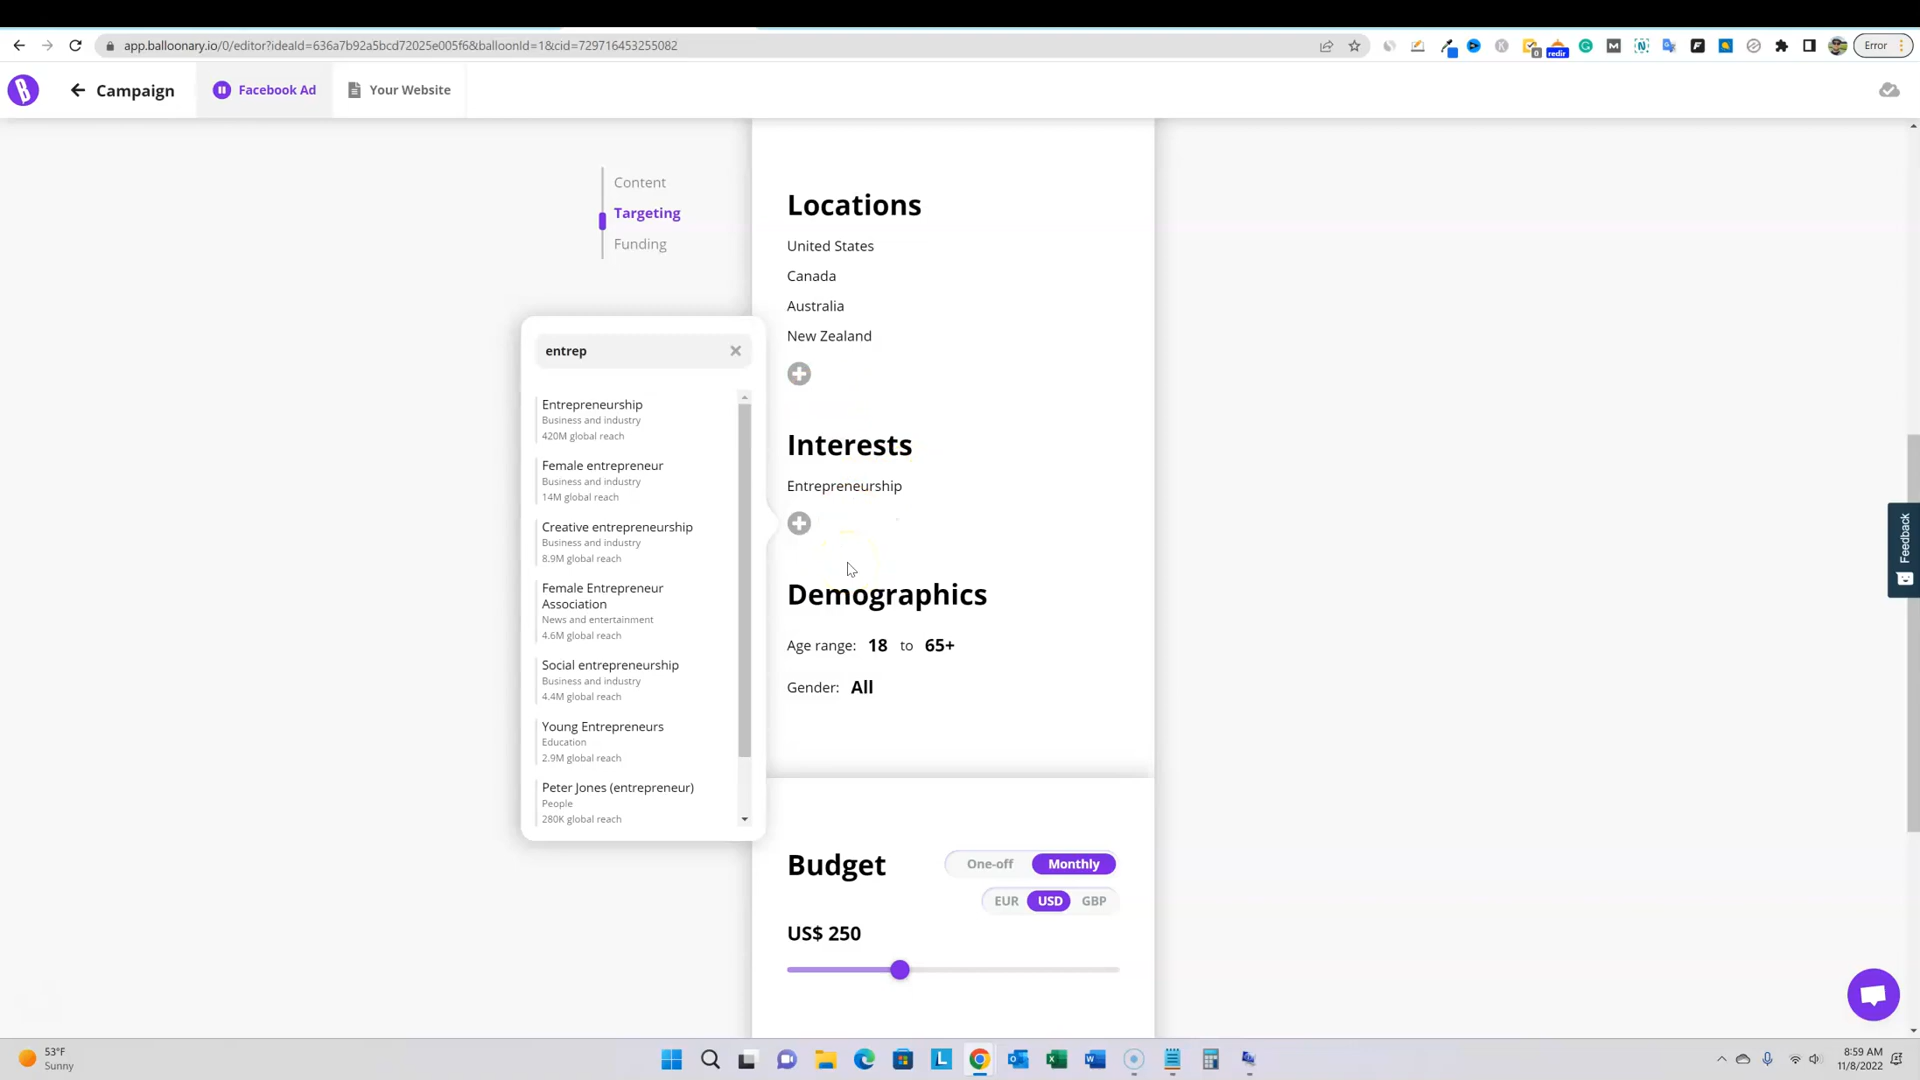 app.balloonary.io/0/editor?ideaId=636a7b92a5bcd72025e005f6&balloonId=1&cid=729716453255082
Error
Campaign
Facebook Ad
Your Website
Content
Targeting
Funding
Locations
United States
Canada
Australia
New Zealand
entrep
Entrepreneurship
Business and industry
420M global reach
Female entrepreneur
Business and industry
14M global reach
Creative entrepreneurship
Business and industry
8.9M global reach
Female Entrepreneur
Association
News and entertainment
4.6M global reach
Social entrepreneurship
Business and industry
4.4M global reach
Young Entrepreneurs
Education
2.9M global reach
Peter Jones (entrepreneur)
People
280K global reach
Interests
Entrepreneurship
Demographics
Age range: 18 to 65+
Gender: All
Budget
One-off Monthly
EUR USD GBP
US$ 250
Feedback
53°F
Sunny
8:59 AM
11/8/2022